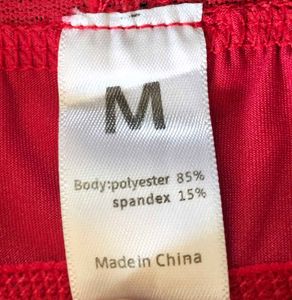 M
Body:polyester 85%
spandex 15%
Made in China